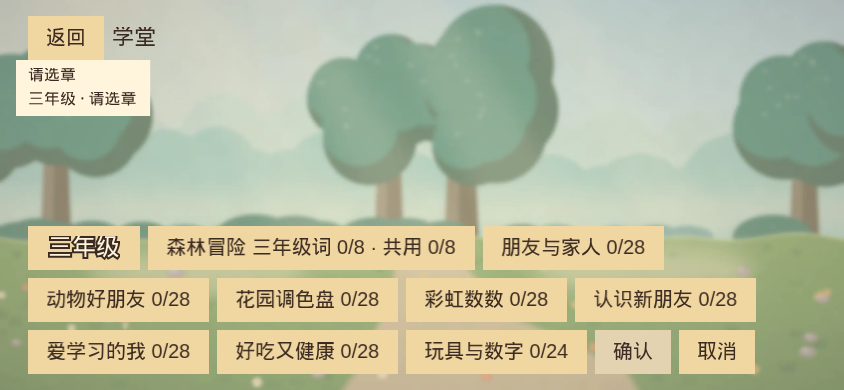 返回 学堂
请选章
三年级 · 请选章
三年级 森林冒险 三年级词 0/8 · 共用 0/8 朋友与家人 0/28
动物好朋友 0/28 花园调色盘 0/28 彩虹数数 0/28 认识新朋友 0/28
爱学习的我 0/28 好吃又健康 0/28 玩具与数字 0/24 确认 取消